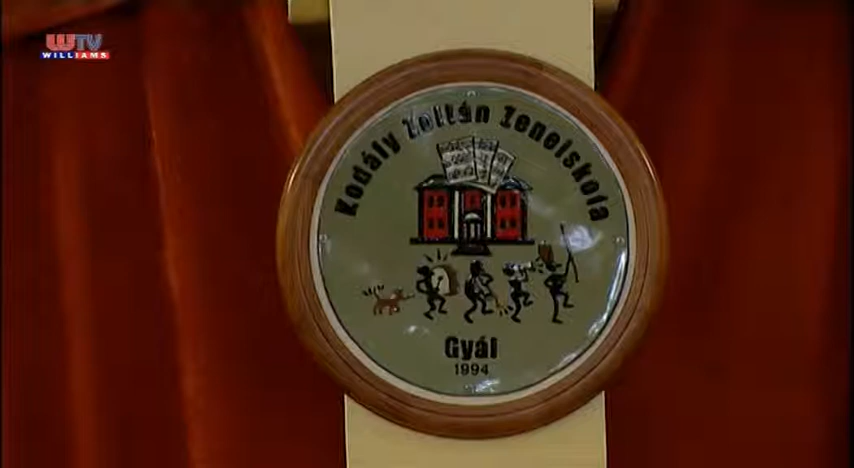 WTV
WILLIAMS
Kodály Zoltán Zeneiskola
Gyál
1994